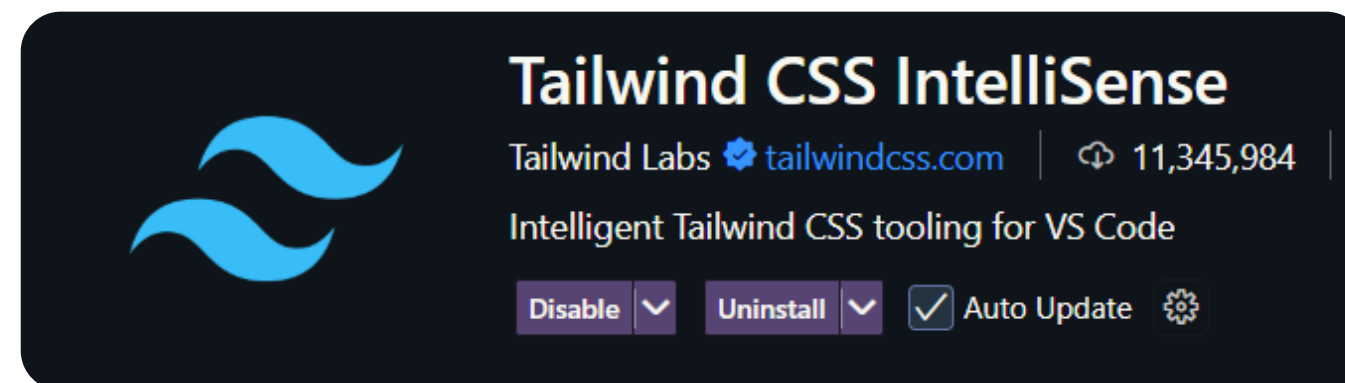 Tailwind CSS IntelliSense
Tailwind Labs tailwindcss.com 11,345,984
Intelligent Tailwind CSS tooling for VS Code
Disable Uninstall Auto Update